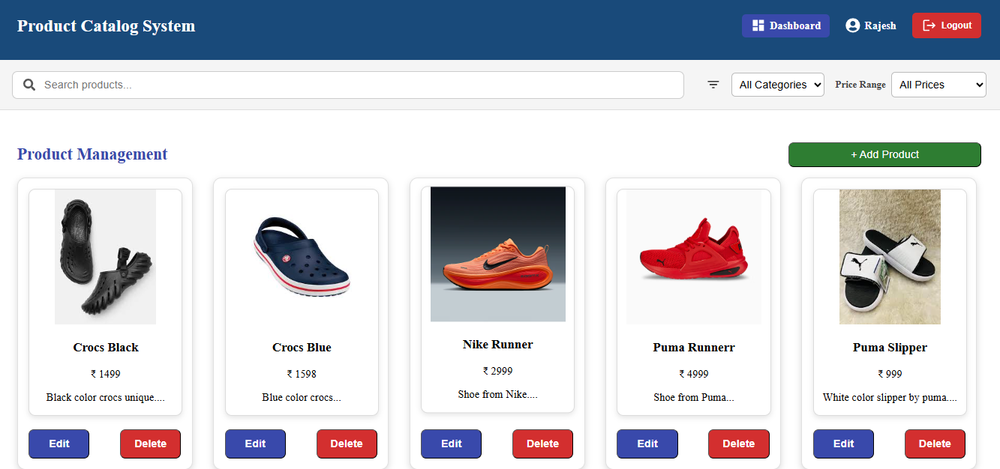 Product Catalog System
Dashboard
Rajesh
Logout
Search products...
All Categories
Price Range
All Prices
Product Management
+ Add Product
Crocs Black
₹ 1499
Black color crocs unique....
Edit
Delete
Crocs Blue
₹ 1598
Blue color crocs...
Edit
Delete
Nike Runner
₹ 2999
Shoe from Nike....
Edit
Delete
Puma Runnerr
₹ 4999
Shoe from Puma...
Edit
Delete
Puma Slipper
₹ 999
White color slipper by puma....
Edit
Delete